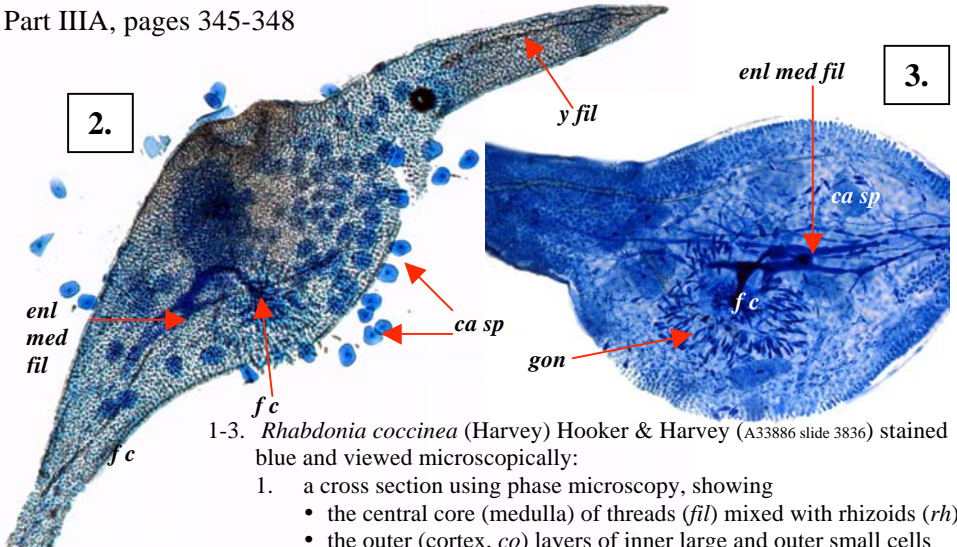 Part IIIA, pages 345-348
2.
3.
enl med fil
y fil
ca sp
enl
med
fil
ca sp
f c
gon
f c
f c
1-3. Rhabdonia coccinea (Harvey) Hooker & Harvey (A33886 slide 3836) stained
blue and viewed microscopically:
1. a cross section using phase microscopy, showing
• the central core (medulla) of threads (fil) mixed with rhizoids (rh)
• the outer (cortex, co) layers of inner large and outer small cells